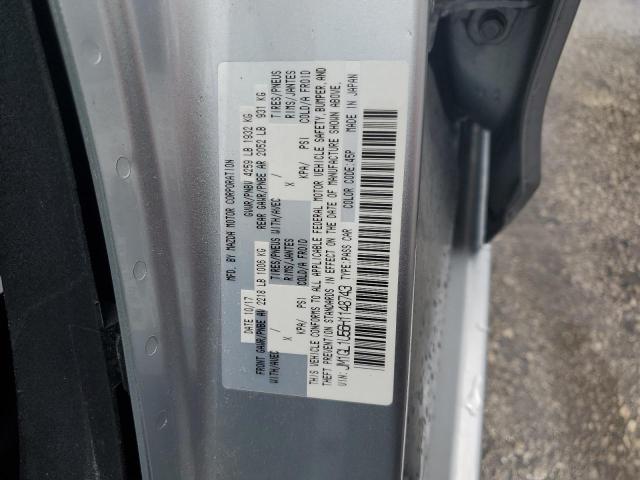 MFD. BY MAZDA MOTOR CORPORATION
DATE 10/17 GVWR/PNBV 4259 LB 1932 KG
FRONT GAWR/PNBE AV 2218 LB 1006 KG REAR GAWR/PNBE AR 2052 LB 931 KG
WITH/AVEC TIRES/PNEUS WITH/AVEC TIRES/PNEUS
X RIMS/JANTES X RIMS/JANTES
KPA/ PSI COLD/A FROID KPA/ PSI COLD/A FROID
THIS VEHICLE CONFORMS TO ALL APPLICABLE FEDERAL MOTOR VEHICLE SAFETY, BUMPER, AND
THEFT PREVENTION STANDARDS IN EFFECT ON THE DATE OF MANUFACTURE SHOWN ABOVE.
VIN: TYPE:PASS CAR COLOR CODE:45P MADE IN JAPAN